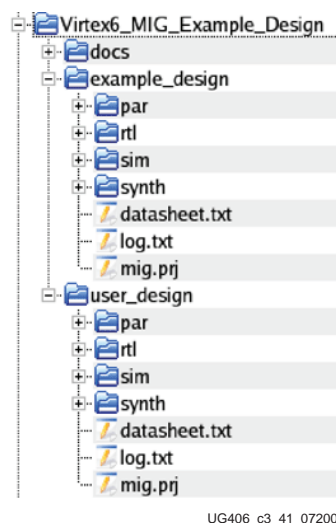 Virtex6_MIG_Example_Design
docs
example_design
par
rtl
sim
synth
datasheet.txt
log.txt
mig.prj
user_design
par
rtl
sim
synth
datasheet.txt
log.txt
mig.prj
UG406_c3_41_07200